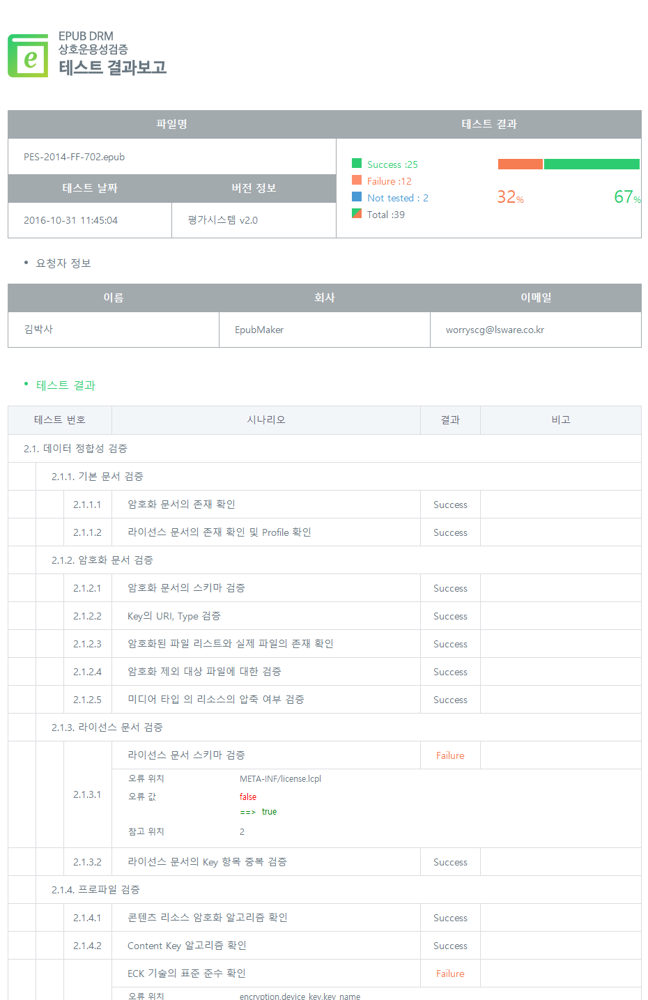 EPUB DRM
상호운용성검증
테스트 결과보고
파일명
테스트 결과
PES-2014-FF-702.epub
Success :25
Failure :12
Not tested : 2
Total :39
32%
67%
테스트 날짜
버전 정보
2016-10-31 11:45:04
평가시스템 v2.0
• 요청자 정보
이름
회사
이메일
김박사
EpubMaker
worryscg@lsware.co.kr
• 테스트 결과
테스트 번호
시나리오
결과
비고
2.1. 데이터 정합성 검증
2.1.1. 기본 문서 검증
2.1.1.1 암호화 문서의 존재 확인 Success
2.1.1.2 라이선스 문서의 존재 확인 및 Profile 확인 Success
2.1.2. 암호화 문서 검증
2.1.2.1 암호화 문서의 스키마 검증 Success
2.1.2.2 Key의 URI, Type 검증 Success
2.1.2.3 암호화된 파일 리스트와 실제 파일의 존재 확인 Success
2.1.2.4 암호화 제외 대상 파일에 대한 검증 Success
2.1.2.5 미디어 타입 의 리소스의 압축 여부 검증 Success
2.1.3. 라이선스 문서 검증
2.1.3.1 라이선스 문서 스키마 검증 Failure
오류 위치 META-INF/license.lcpl
오류 값 false
==> true
참고 위치 2
2.1.3.2 라이선스 문서의 Key 항목 중복 검증 Success
2.1.4. 프로파일 검증
2.1.4.1 콘텐츠 리소스 암호화 알고리즘 확인 Success
2.1.4.2 Content Key 알고리즘 확인 Success
ECK 기술의 표준 준수 확인 Failure
오류 위치 encryption.device_key.key_name